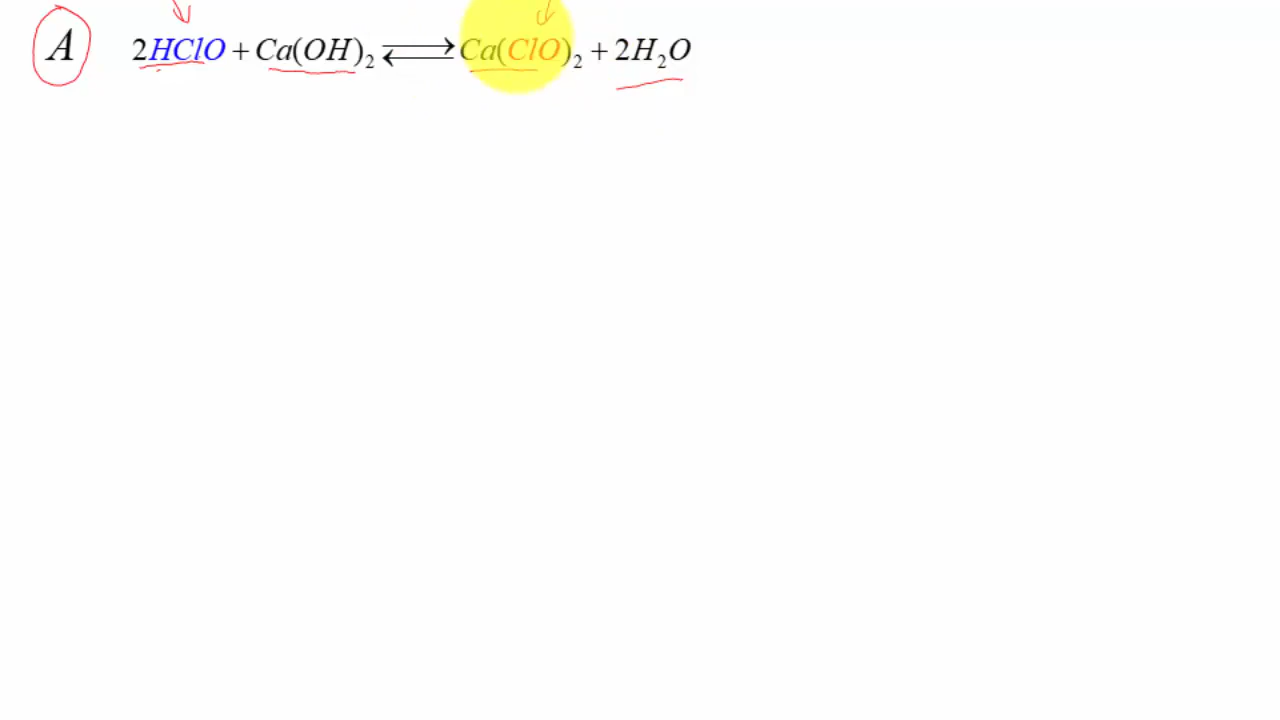 A 2HClO + Ca(OH)₂ ⇌ Ca(ClO)₂ + 2H₂O